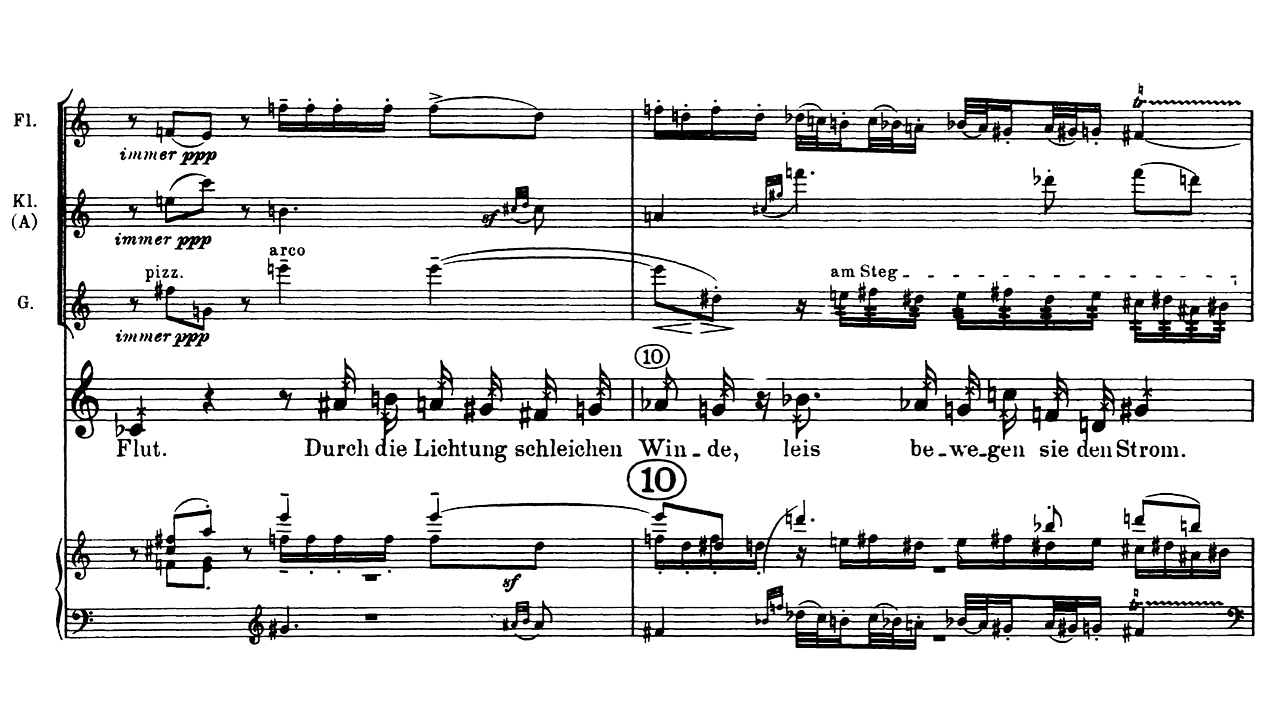 Fl.
immer ppp
Kl.
(A)
immer ppp
sf
G.
pizz.
arco
am Steg
immer ppp
10
Flut. Durch die Lichtung schleichen Win-de, leis be-we-gen sie den Strom.
10
sf